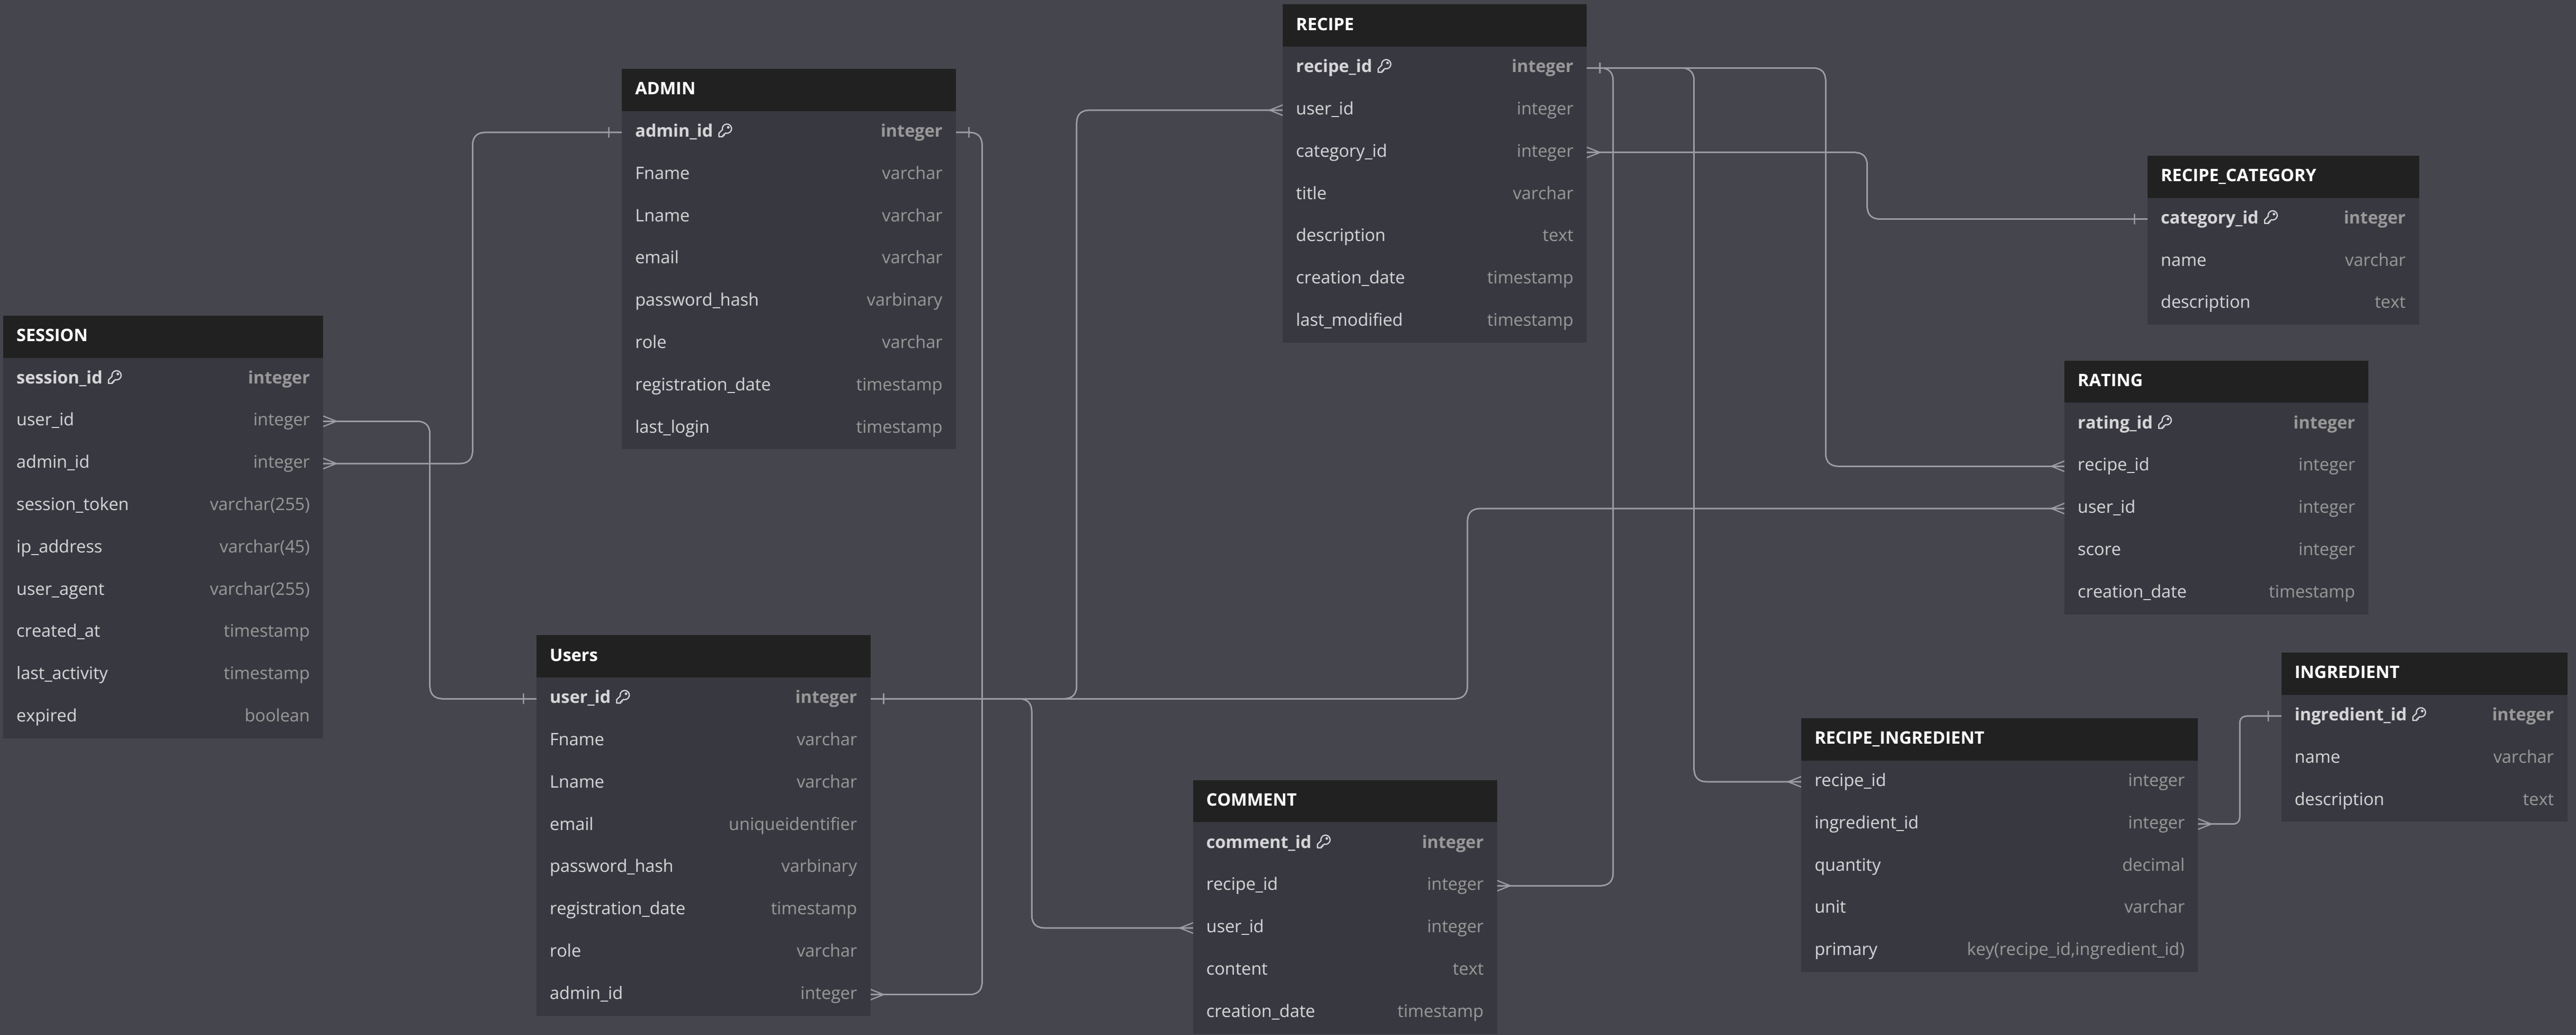 SESSION
session_id integer
user_id integer
admin_id integer
session_token varchar(255)
ip_address varchar(45)
user_agent varchar(255)
created_at timestamp
last_activity timestamp
expired boolean
ADMIN
admin_id integer
Fname varchar
Lname varchar
email varchar
password_hash varbinary
role varchar
registration_date timestamp
last_login timestamp
Users
user_id integer
Fname varchar
Lname varchar
email uniqueidentifier
password_hash varbinary
registration_date timestamp
role varchar
admin_id integer
RECIPE
recipe_id integer
user_id integer
category_id integer
title varchar
description text
creation_date timestamp
last_modified timestamp
COMMENT
comment_id integer
recipe_id integer
user_id integer
content text
creation_date timestamp
RECIPE_CATEGORY
category_id integer
name varchar
description text
RATING
rating_id integer
recipe_id integer
user_id integer
score integer
creation_date timestamp
RECIPE_INGREDIENT
recipe_id integer
ingredient_id integer
quantity decimal
unit varchar
primary key(recipe_id,ingredient_id)
INGREDIENT
ingredient_id integer
name varchar
description text